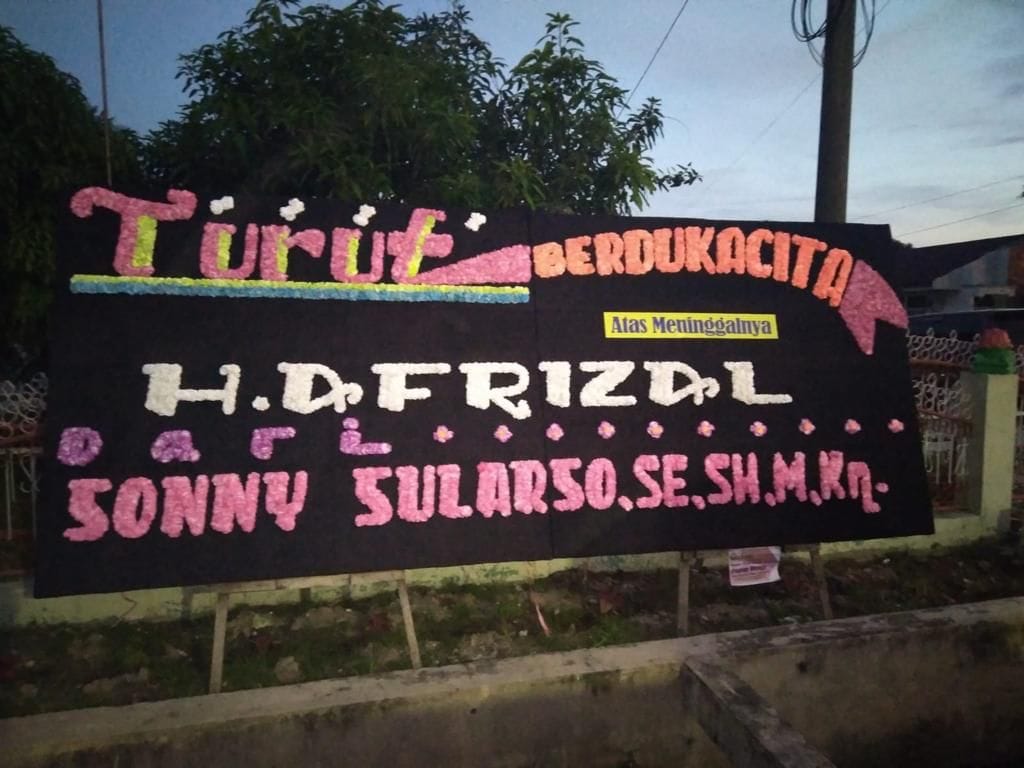 Turut BERDUKACITA
Atas Meninggalnya
H. AFRIZAL
DARI
SONNY SULARSO, SE, SH, M, Kn.